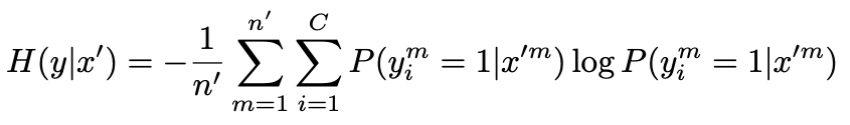 H(y|x′) = −\frac{1}{n′} \sum_{m=1}^{n′} \sum_{i=1}^{C} P(y_i^m = 1|x′^m) log P(y_i^m = 1|x′^m)